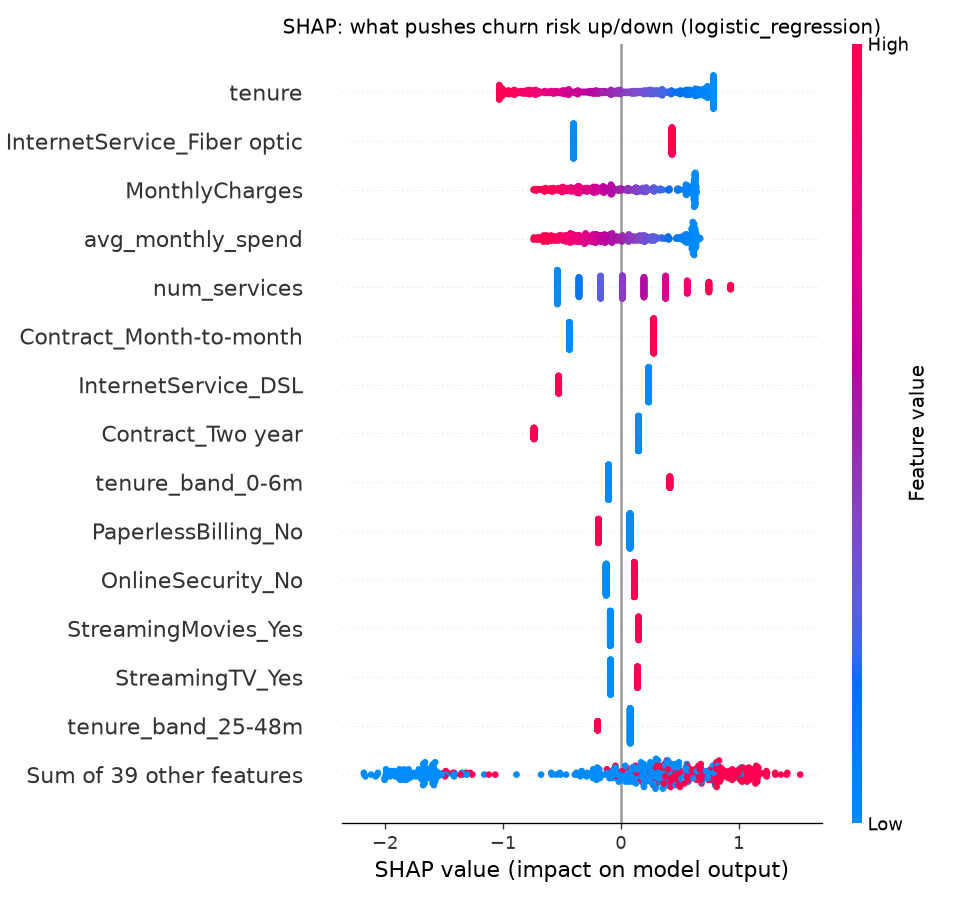 SHAP: what pushes churn risk up/down (logistic_regression)
High
tenure
InternetService_Fiber optic
MonthlyCharges
avg_monthly_spend
num_services
Contract_Month-to-month
InternetService_DSL
Contract_Two year
tenure_band_0-6m
PaperlessBilling_No
OnlineSecurity_No
StreamingMovies_Yes
StreamingTV_Yes
tenure_band_25-48m
Sum of 39 other features
Feature value
Low
−2 −1 0 1
SHAP value (impact on model output)